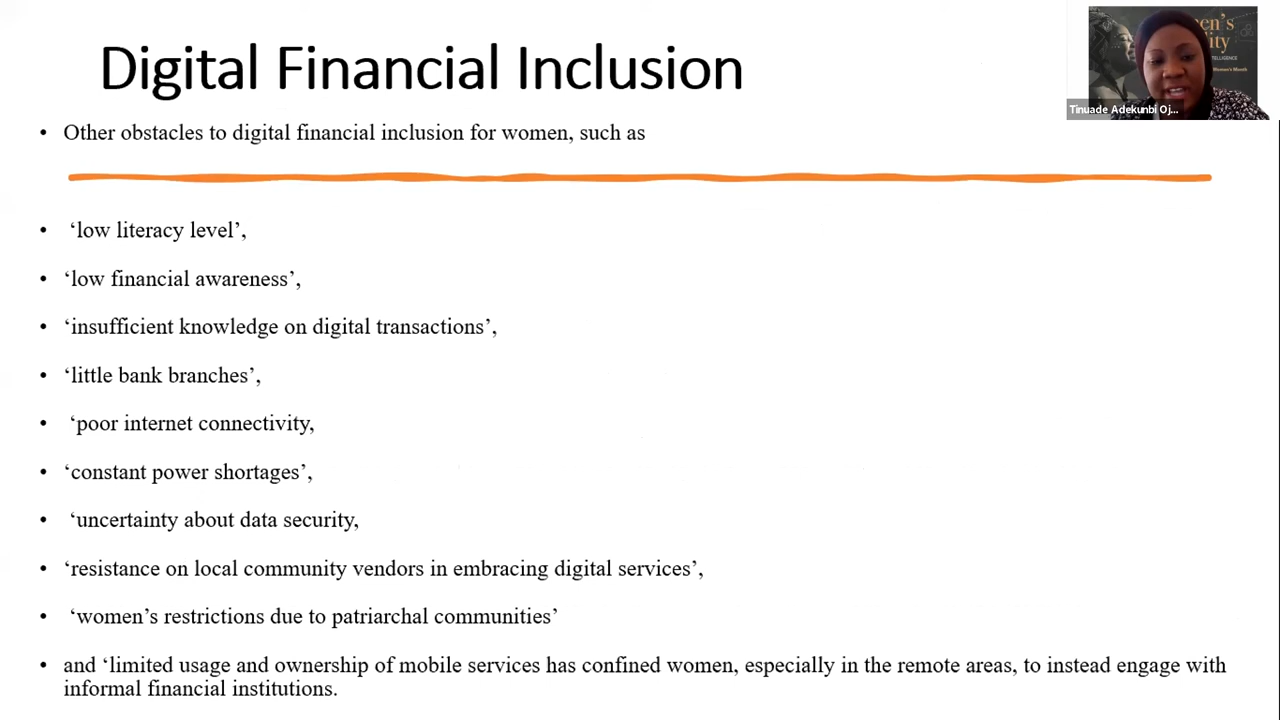 Digital Financial Inclusion
• Other obstacles to digital financial inclusion for women, such as
• ‘low literacy level’,
• ‘low financial awareness’,
• ‘insufficient knowledge on digital transactions’,
• ‘little bank branches’,
• ‘poor internet connectivity,
• ‘constant power shortages’,
• ‘uncertainty about data security,
• ‘resistance on local community vendors in embracing digital services’,
• ‘women’s restrictions due to patriarchal communities’
• and ‘limited usage and ownership of mobile services has confined women, especially in the remote areas, to instead engage with
informal financial institutions.
Tinuade Adekunbi Oj...
Women's Month